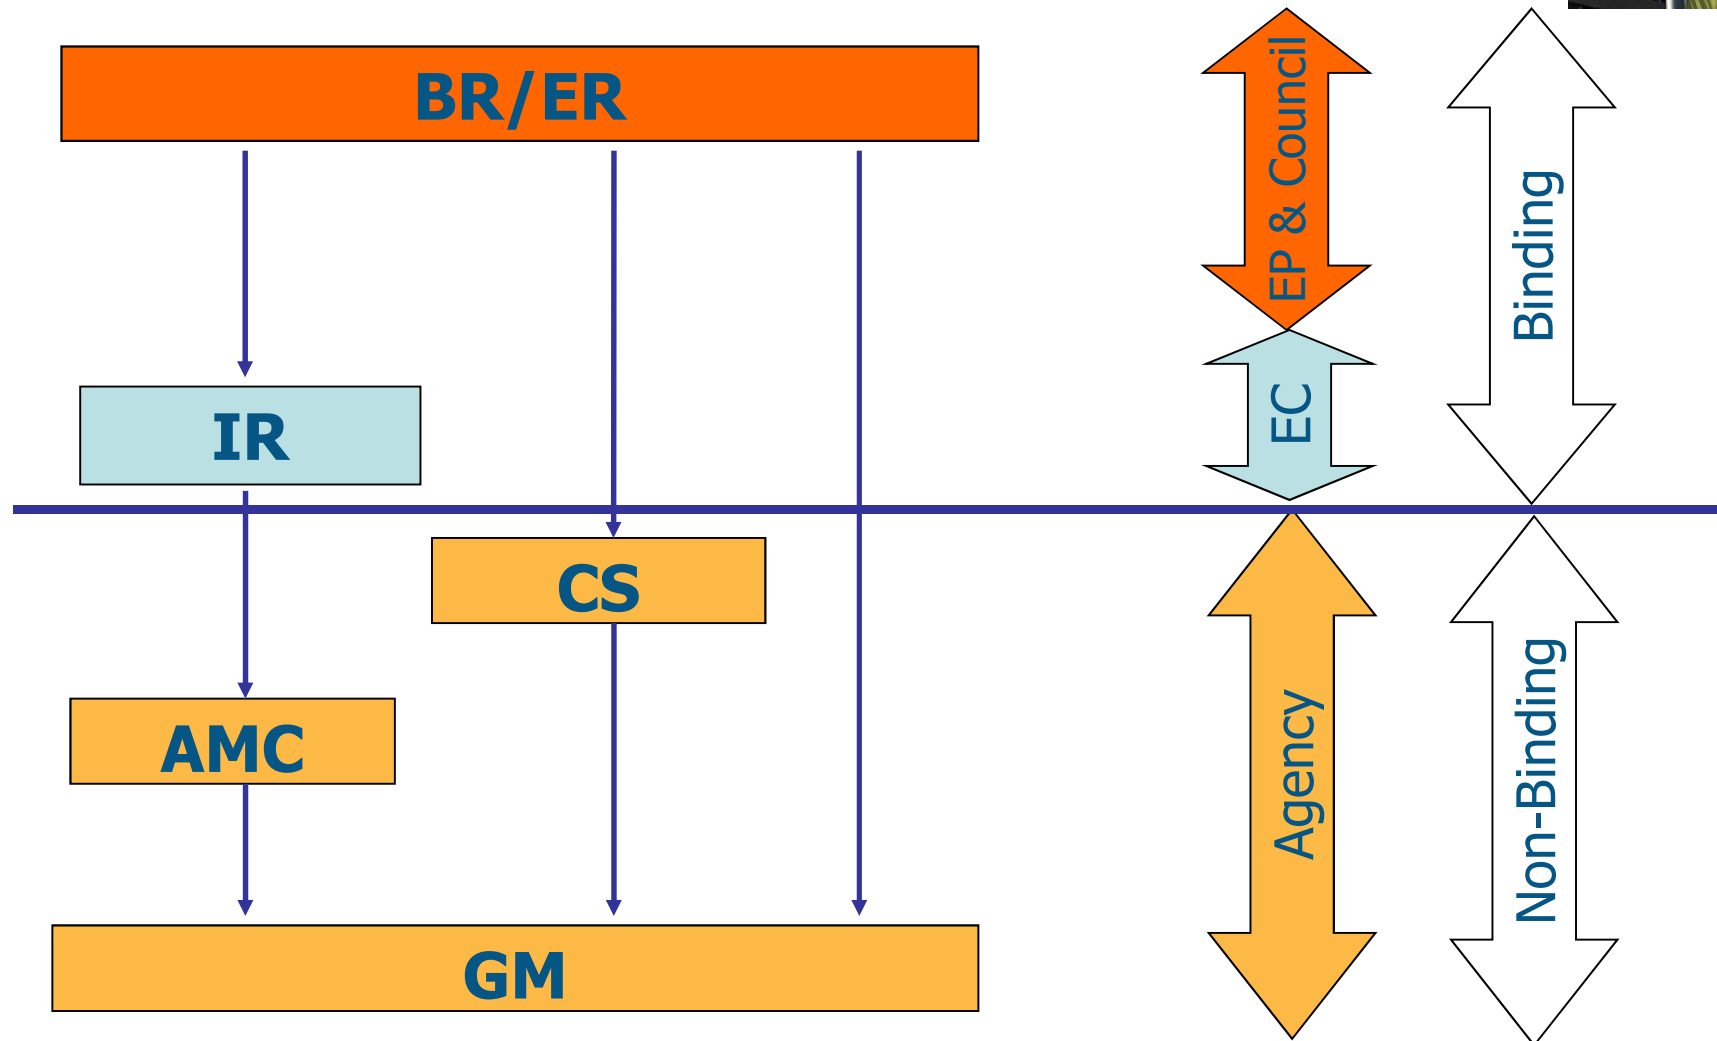 BR/ER
IR
CS
AMC
GM
EP & Council
EC
Agency
Binding
Non-Binding